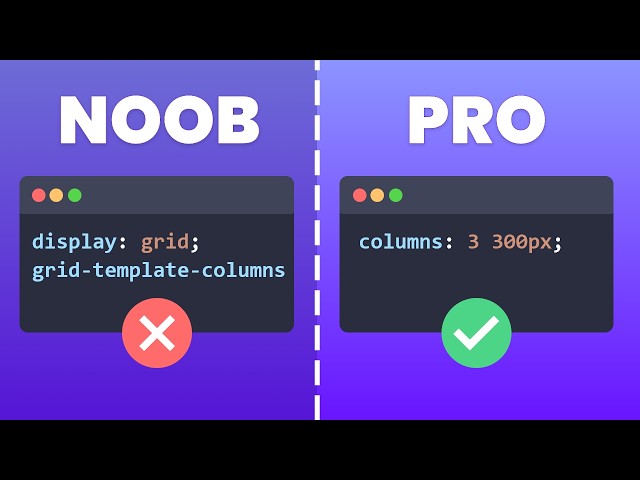 NOOB
display: grid;
grid-template-columns
PRO
columns: 3 300px;